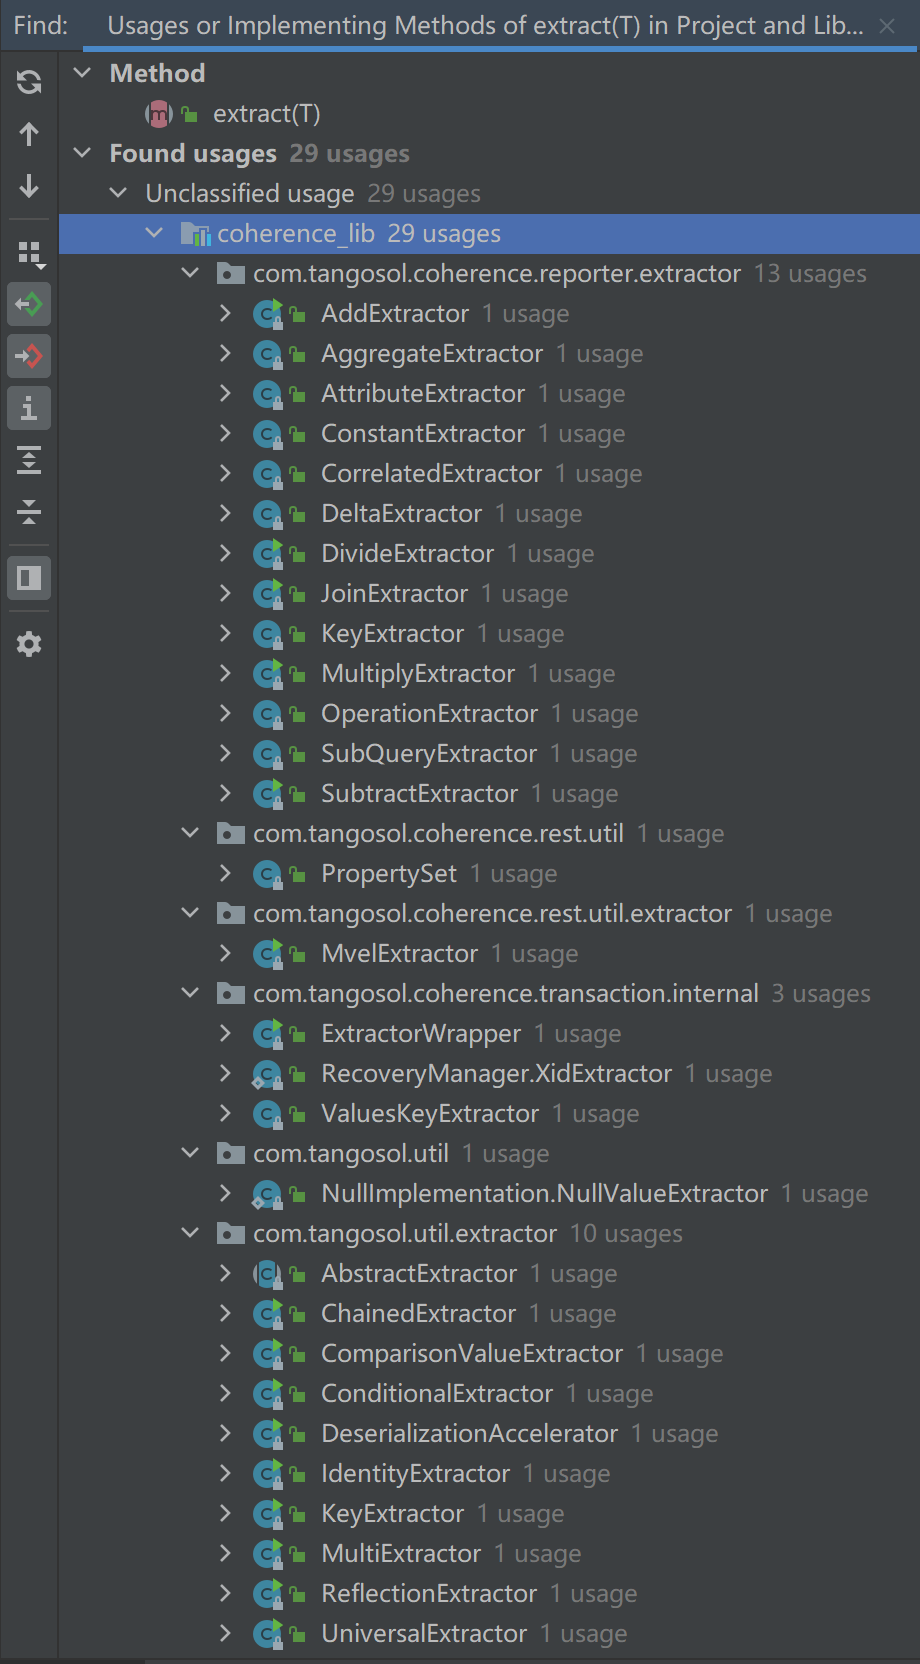 Find: Usages or Implementing Methods of extract(T) in Project and Lib...
Method
extract(T)
Found usages 29 usages
Unclassified usage 29 usages
coherence_lib 29 usages
com.tangosol.coherence.reporter.extractor 13 usages
AddExtractor 1 usage
AggregateExtractor 1 usage
AttributeExtractor 1 usage
ConstantExtractor 1 usage
CorrelatedExtractor 1 usage
DeltaExtractor 1 usage
DivideExtractor 1 usage
JoinExtractor 1 usage
KeyExtractor 1 usage
MultiplyExtractor 1 usage
OperationExtractor 1 usage
SubQueryExtractor 1 usage
SubtractExtractor 1 usage
com.tangosol.coherence.rest.util 1 usage
PropertySet 1 usage
com.tangosol.coherence.rest.util.extractor 1 usage
MvelExtractor 1 usage
com.tangosol.coherence.transaction.internal 3 usages
ExtractorWrapper 1 usage
RecoveryManager.XidExtractor 1 usage
ValuesKeyExtractor 1 usage
com.tangosol.util 1 usage
NullImplementation.NullValueExtractor 1 usage
com.tangosol.util.extractor 10 usages
AbstractExtractor 1 usage
ChainedExtractor 1 usage
ComparisonValueExtractor 1 usage
ConditionalExtractor 1 usage
DeserializationAccelerator 1 usage
IdentityExtractor 1 usage
KeyExtractor 1 usage
MultiExtractor 1 usage
ReflectionExtractor 1 usage
UniversalExtractor 1 usage